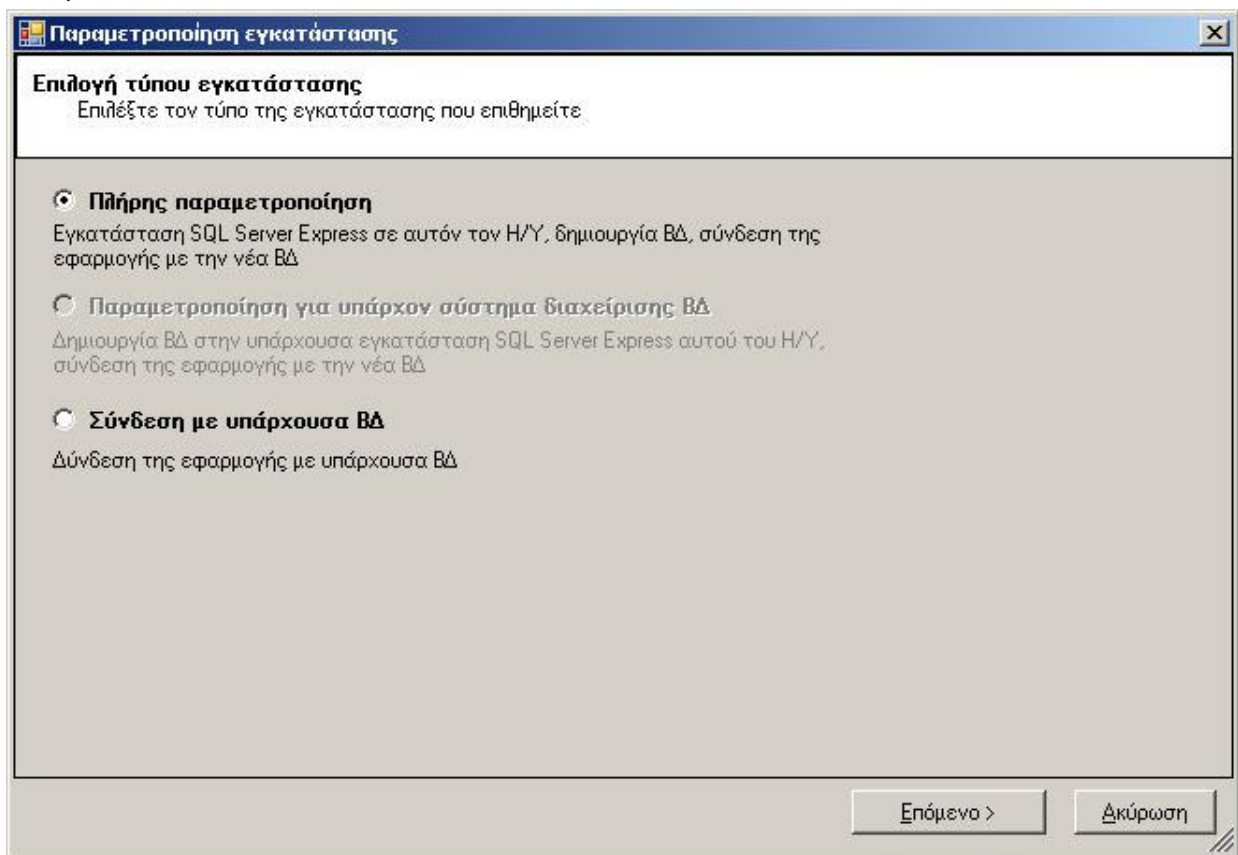 Παραμετροποίηση εγκατάστασης
Επιλογή τύπου εγκατάστασης
Επιλέξτε τον τύπο της εγκατάστασης που επιθημείτε
Πλήρης παραμετροποίηση
Εγκατάσταση SQL Server Express σε αυτόν τον Η/Υ, δημιουργία ΒΔ, σύνδεση της
εφαρμογής με την νέα ΒΔ
Παραμετροποίηση για υπάρχον σύστημα διαχείρισης ΒΔ
Δημιουργία ΒΔ στην υπάρχουσα εγκατάσταση SQL Server Express αυτού του Η/Υ,
σύνδεση της εφαρμογής με την νέα ΒΔ
Σύνδεση με υπάρχουσα ΒΔ
Δύνδεση της εφαρμογής με υπάρχουσα ΒΔ
Επόμενο >
Ακύρωση